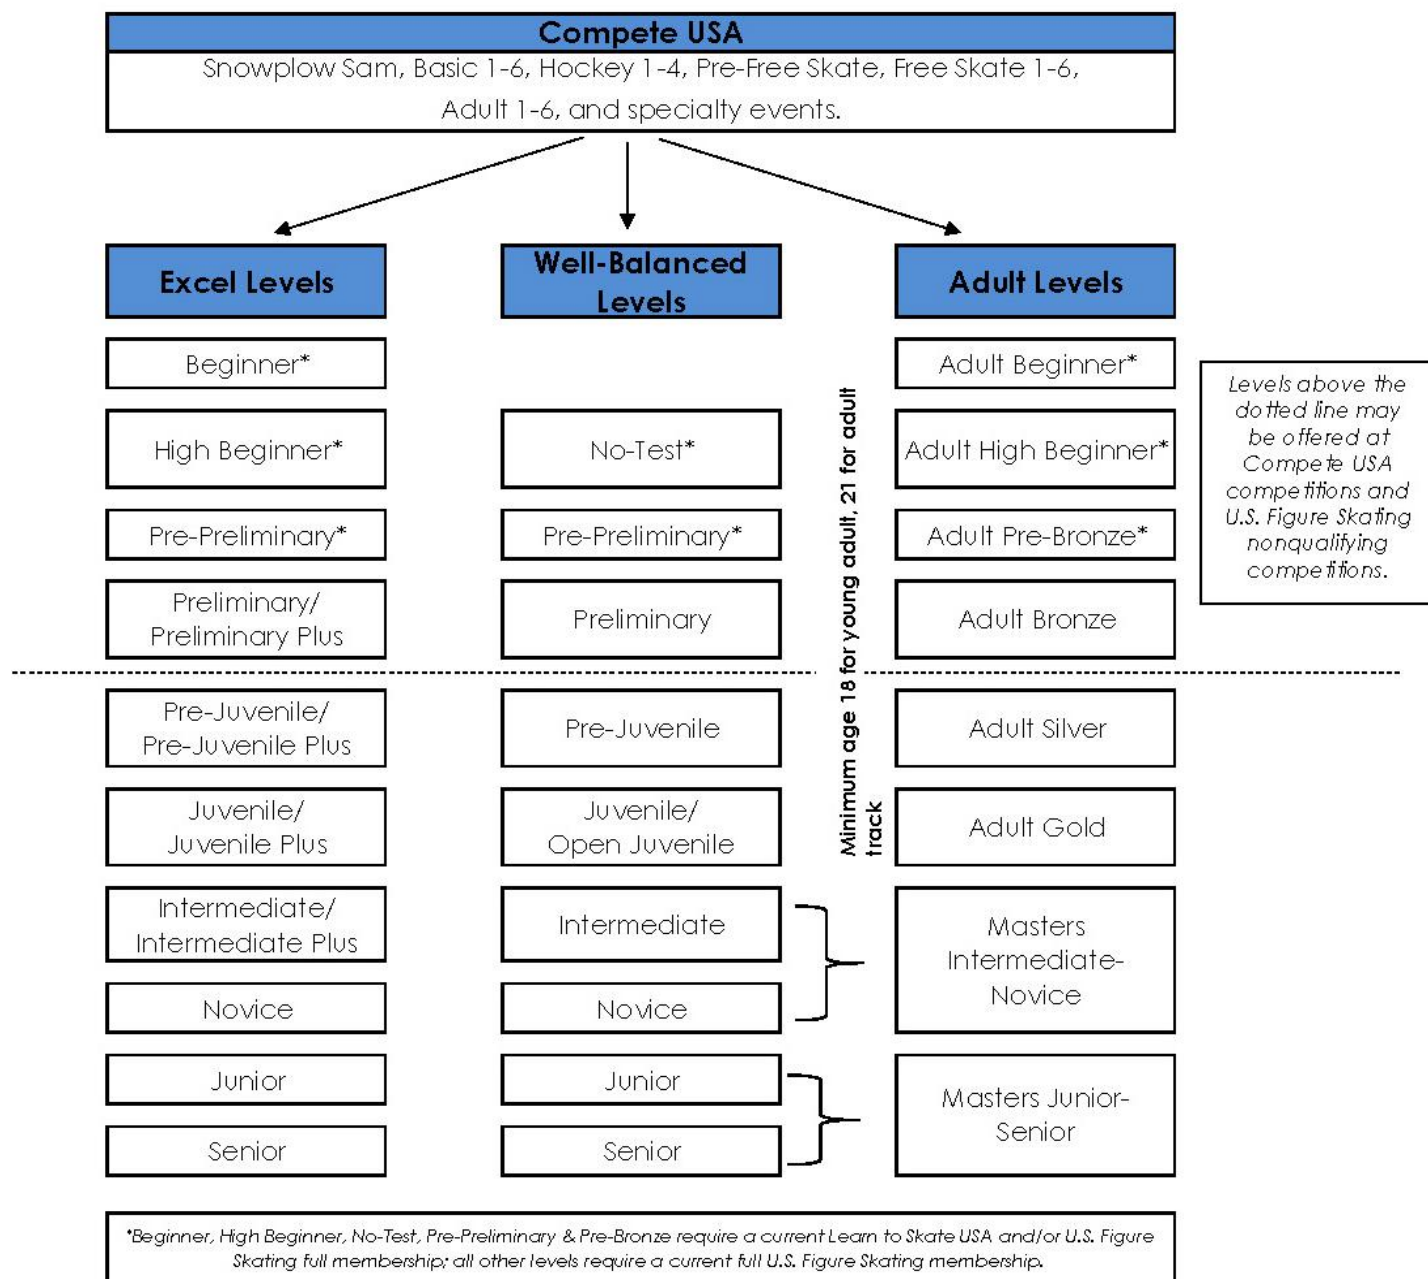 Compete USA
Snowplow Sam, Basic 1-6, Hockey 1-4, Pre-Free Skate, Free Skate 1-6,
Adult 1-6, and specialty events.
Excel Levels
Well-Balanced
Levels
Adult Levels
Beginner*
Adult Beginner*
High Beginner*
No-Test*
Adult High Beginner*
Pre-Preliminary*
Pre-Preliminary*
Adult Pre-Bronze*
Preliminary/
Preliminary Plus
Preliminary
Adult Bronze
Levels above the
dotted line may
be offered at
Compete USA
competitions and
U.S. Figure Skating
nonqualifying
competitions.
Minimum age 18 for young adult, 21 for adult
track
Pre-Juvenile/
Pre-Juvenile Plus
Pre-Juvenile
Adult Silver
Juvenile/
Juvenile Plus
Juvenile/
Open Juvenile
Adult Gold
Intermediate/
Intermediate Plus
Intermediate
Masters
Intermediate-
Novice
Novice
Novice
Junior
Junior
Masters Junior-
Senior
Senior
Senior
*Beginner, High Beginner, No-Test, Pre-Preliminary & Pre-Bronze require a current Learn to Skate USA and/or U.S. Figure
Skating full membership; all other levels require a current full U.S. Figure Skating membership.